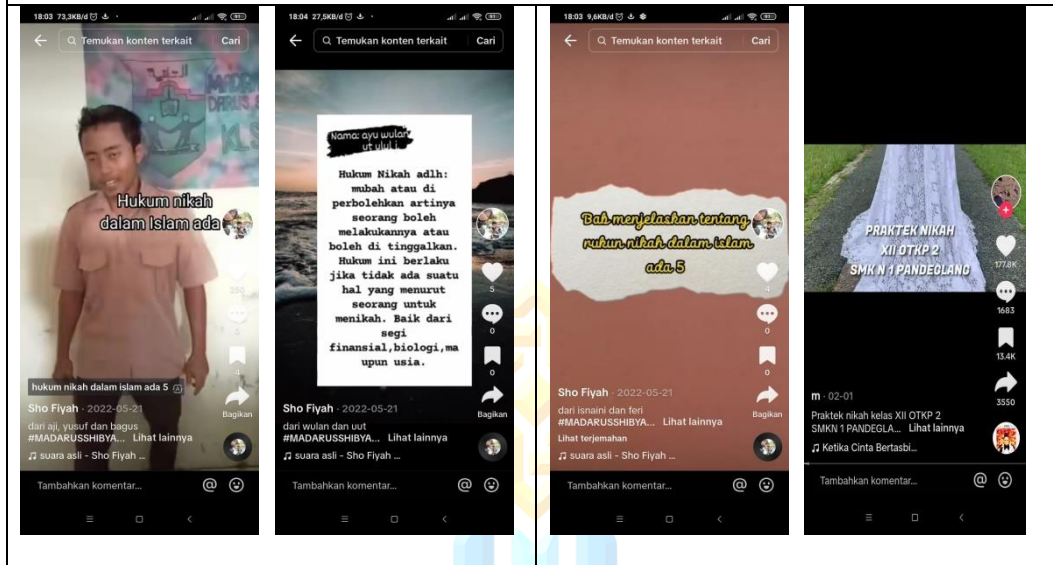 18:03 73,3KB/d
Temukan konten terkait
Cari
Hukum nikah
dalam Islam ada
350
4
hukum nikah dalam islam ada 5
Sho Fiyah · 2022-05-21
Bagikan
dari aji, yusuf dan bagus
#MADARUSSHIBYA... Lihat lainnya
suara asli - Sho Fiyah ...
Tambahkan komentar...
18:04 27,5KB/d
Temukan konten terkait
Cari
Nama: ayu wulan
Hukum Nikah adlh:
mubah atau di
perbolehkan artinya
seorang boleh
melakukannya atau
boleh di tinggalkan.
Hukum ini berlaku
jika tidak ada suatu
hal yang menurut
seorang untuk
menikah. Baik dari
segi
finansial,biologi,ma
upun usia.
5
0
0
Sho Fiyah · 2022-05-21
Bagikan
dari wulan dan uut
#MADARUSSHIBYA... Lihat lainnya
suara asli - Sho Fiyah ...
Tambahkan komentar...
18:03 9,6KB/d
Temukan konten terkait
Cari
Bab menjelaskan tentang
rukun nikah dalam islam
ada 5
4
0
0
Sho Fiyah · 2022-05-21
Bagikan
dari isnaini dan feri
#MADARUSSHIBYA... Lihat lainnya
Lihat terjemahan
suara asli - Sho Fiyah ...
Tambahkan komentar...
PRAKTEK NIKAH
XII OTKP 2
SMK N 1 PANDEGLANG
177.8K
1683
13.4K
3550
m · 02-01
Praktek nikah kelas XII OTKP 2
SMKN 1 PANDEGLA... Lihat lainnya
Ketika Cinta Bertasbi...
Tambahkan komentar...